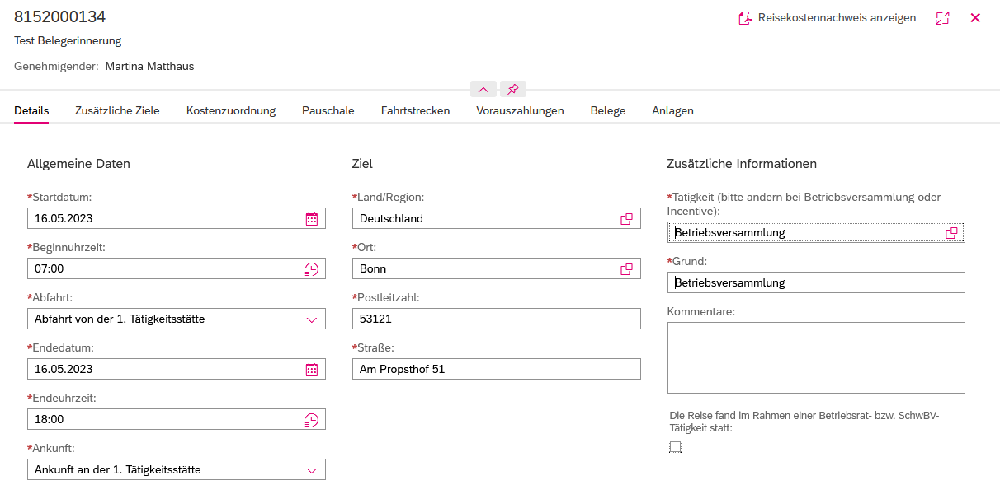 8152000134
Reisekostennachweis anzeigen
Test Belegerinnerung
Genehmigender: Martina Matthäus
Details Zusätzliche Ziele Kostenzuordnung Pauschale Fahrtstrecken Vorauszahlungen Belege Anlagen
Allgemeine Daten
*Startdatum:
16.05.2023
*Beginnuhrzeit:
07:00
*Abfahrt:
Abfahrt von der 1. Tätigkeitsstätte
*Endedatum:
16.05.2023
*Endeuhrzeit:
18:00
*Ankunft:
Ankunft an der 1. Tätigkeitsstätte
Ziel
*Land/Region:
Deutschland
*Ort:
Bonn
*Postleitzahl:
53121
*Straße:
Am Propsthof 51
Zusätzliche Informationen
*Tätigkeit (bitte ändern bei Betriebsversammlung oder
Incentive):
Betriebsversammlung
*Grund:
Betriebsversammlung
Kommentare:
Die Reise fand im Rahmen einer Betriebsrat- bzw. SchwBV-
Tätigkeit statt: